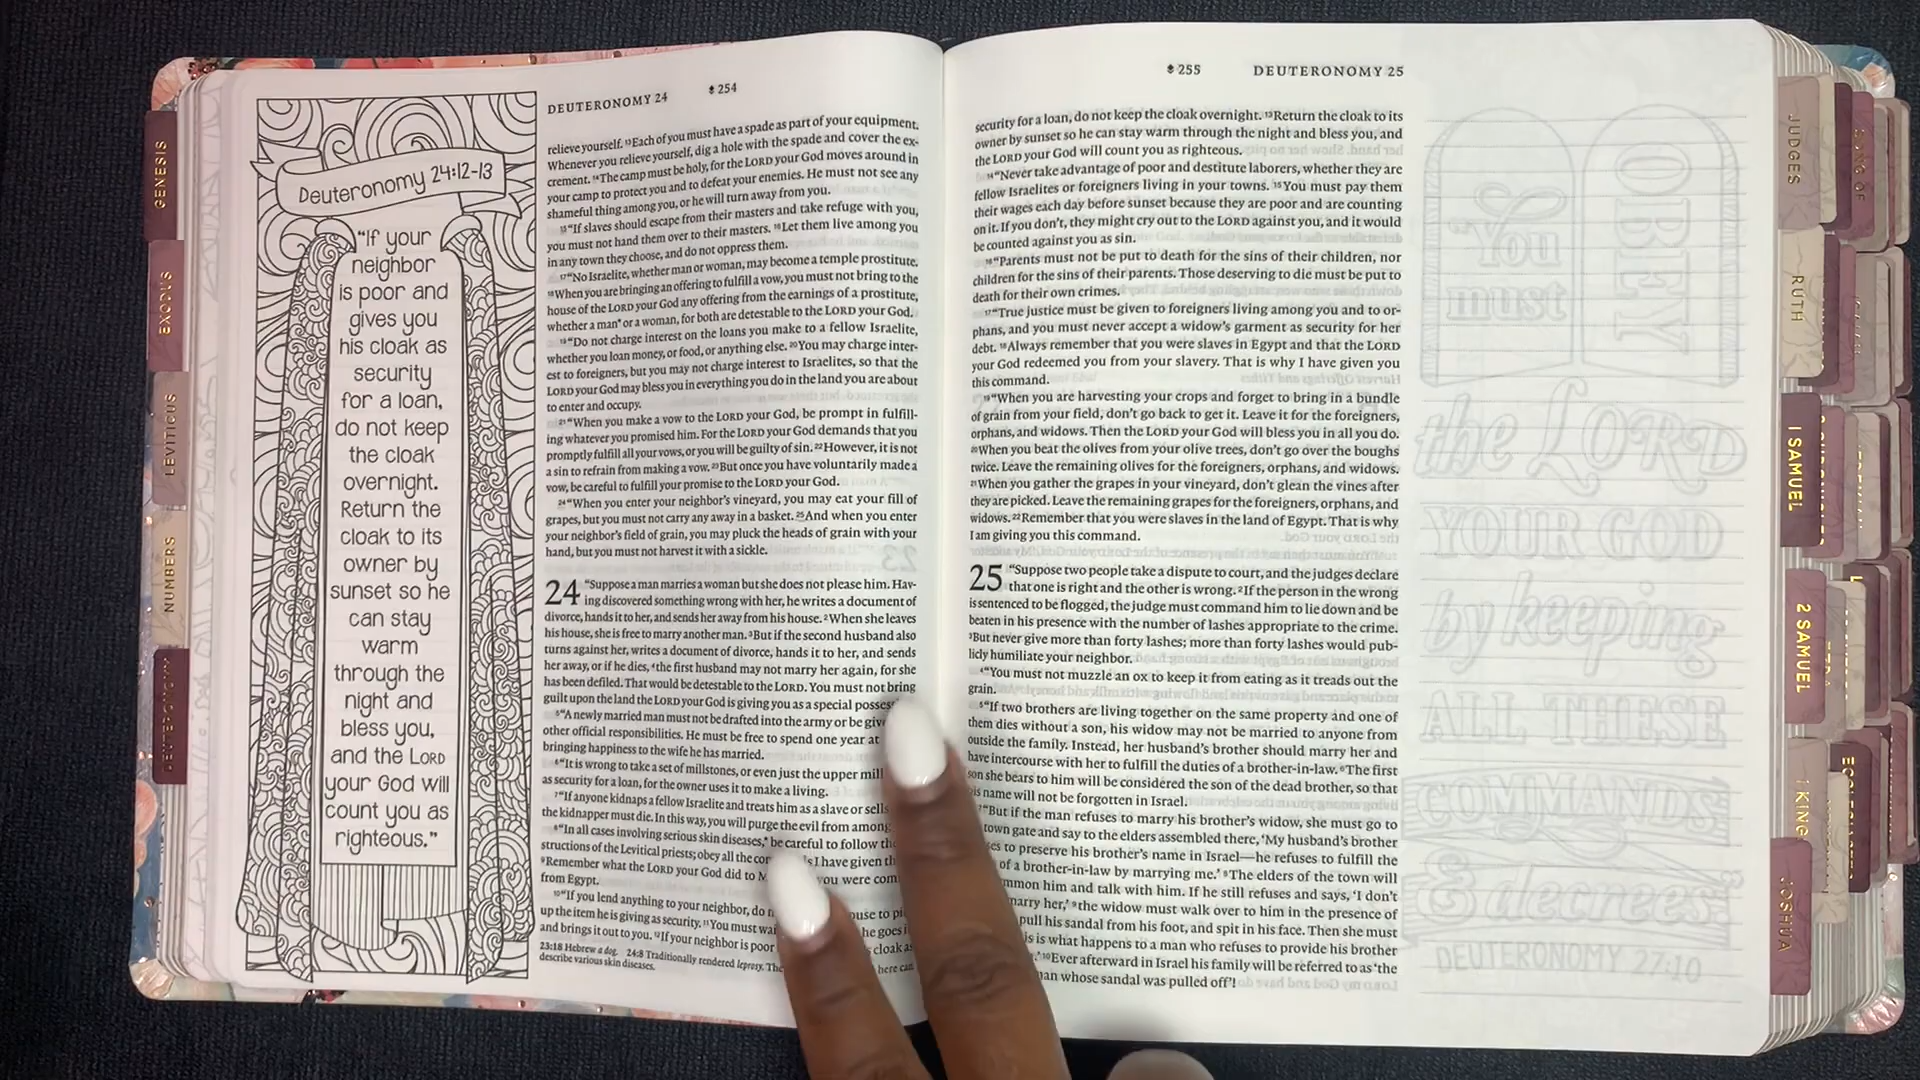 GENESIS
EXODUS
LEVITICUS
NUMBERS
DEUTERONOMY
Deuteronomy 24:12-13
"If your
neighbor
is poor and
gives you
his cloak as
security
for a loan,
do not keep
the cloak
overnight.
Return the
cloak to its
owner by
sunset so he
can stay
warm
through the
night and
bless you,
and the LORD
your God will
count you as
righteous."
DEUTERONOMY 24 254
relieve yourself. 13Each of you must have a spade as part of your equipment.
Whenever you relieve yourself, dig a hole with the spade and cover the ex-
crement. 14The camp must be holy, for the LORD your God moves around in
your camp to protect you and to defeat your enemies. He must not see any
shameful thing among you, or he will turn away from you.
15"If slaves should escape from their masters and take refuge with you,
you must not hand them over to their masters. 16Let them live among you
in any town they choose, and do not oppress them.
17"No Israelite, whether man or woman, may become a temple prostitute.
18When you are bringing an offering to fulfill a vow, you must not bring to the
house of the LORD your God any offering from the earnings of a prostitute,
whether a man* or a woman, for both are detestable to the LORD your God.
19"Do not charge interest on the loans you make to a fellow Israelite,
whether you loan money, or food, or anything else. 20You may charge inter-
est to foreigners, but you may not charge interest to Israelites, so that the
LORD your God may bless you in everything you do in the land you are about
to enter and occupy.
21"When you make a vow to the LORD your God, be prompt in fulfill-
ing whatever you promised him. For the LORD your God demands that you
promptly fulfill all your vows, or you will be guilty of sin. 22However, it is not
a sin to refrain from making a vow. 23But once you have voluntarily made a
vow, be careful to fulfill your promise to the LORD your God.
24"When you enter your neighbor's vineyard, you may eat your fill of
grapes, but you must not carry any away in a basket. 25And when you enter
your neighbor's field of grain, you may pluck the heads of grain with your
hand, but you must not harvest it with a sickle.
24 "Suppose a man marries a woman but she does not please him. Hav-
ing discovered something wrong with her, he writes a document of
divorce, hands it to her, and sends her away from his house. 2When she leaves
his house, she is free to marry another man. 3But if the second husband also
turns against her, writes a document of divorce, hands it to her, and sends
her away, or if he dies, 4the first husband may not marry her again, for she
has been defiled. That would be detestable to the LORD. You must not bring
guilt upon the land the LORD your God is giving you as a special
5"A newly married man must not be drafted into the army or be
other official responsibilities. He must be free to spend one year at
bringing happiness to the wife he has married.
6"It is wrong to take a set of millstones, or even just the upper
as security for a loan, for the owner uses it to make a living.
7"If anyone kidnaps a fellow Israelite and treats him as a slave or
the kidnapper must die. In this way, you will purge the evil from
8"In all cases involving serious skin diseases,* be careful to follow
structions of the Levitical priests; obey all the I have given
9Remember what the LORD your God did to you were
from Egypt.
10"If you lend anything to your neighbor, do to
up the item he is giving as security. 11You must he goes
and brings it out to you. 12If your neighbor is poor cloak
23:18 Hebrew a dog. 24:8 Traditionally rendered leprosy. here can
describe various skin diseases.
255 DEUTERONOMY 25
security for a loan, do not keep the cloak overnight. 13Return the cloak to its
owner by sunset so he can stay warm through the night and bless you, and
the LORD your God will count you as righteous.
14"Never take advantage of poor and destitute laborers, whether they are
fellow Israelites or foreigners living in your towns. 15You must pay them
their wages each day before sunset because they are poor and are counting
on it. If you don't, they might cry out to the LORD against you, and it would
be counted against you as sin.
16"Parents must not be put to death for the sins of their children, nor
children for the sins of their parents. Those deserving to die must be put to
death for their own crimes.
17"True justice must be given to foreigners living among you and to or-
phans, and you must never accept a widow's garment as security for her
debt. 18Always remember that you were slaves in Egypt and that the LORD
your God redeemed you from your slavery. That is why I have given you
this command.
19"When you are harvesting your crops and forget to bring in a bundle
of grain from your field, don't go back to get it. Leave it for the foreigners,
orphans, and widows. Then the LORD your God will bless you in all you do.
20When you beat the olives from your olive trees, don't go over the boughs
twice. Leave the remaining olives for the foreigners, orphans, and widows.
21When you gather the grapes in your vineyard, don't glean the vines after
they are picked. Leave the remaining grapes for the foreigners, orphans, and
widows. 22Remember that you were slaves in the land of Egypt. That is why
I am giving you this command.
25 "Suppose two people take a dispute to court, and the judges declare
that one is right and the other is wrong. 2If the person in the wrong
is sentenced to be flogged, the judge must command him to lie down and be
beaten in his presence with the number of lashes appropriate to the crime.
3But never give more than forty lashes; more than forty lashes would pub-
licly humiliate your neighbor.
4"You must not muzzle an ox to keep it from eating as it treads out the
grain.
5"If two brothers are living together on the same property and one of
them dies without a son, his widow may not be married to anyone from
outside the family. Instead, her husband's brother should marry her and
have intercourse with her to fulfill the duties of a brother-in-law. 6The first
son she bears to him will be considered the son of the dead brother, so that
his name will not be forgotten in Israel.
7"But if the man refuses to marry his brother's widow, she must go to
town gate and say to the elders assembled there, 'My husband's brother
to preserve his brother's name in Israel—he refuses to fulfill the
of a brother-in-law by marrying me.' 8The elders of the town will
him and talk with him. If he still refuses and says, 'I don't
marry her,' 9the widow must walk over to him in the presence of
pull his sandal from his foot, and spit in his face. Then she must
is what happens to a man who refuses to provide his brother
10Ever afterward in Israel his family will be referred to as 'the
man whose sandal was pulled off'!
You
must
OBEY
the LORD
YOUR GOD
by keeping
ALL THESE
COMMANDS
& decrees
DEUTERONOMY 27:10
JUDGES
RUTH
1 SAMUEL
2 SAMUEL
1 KING
JOSHUA
SONG OF